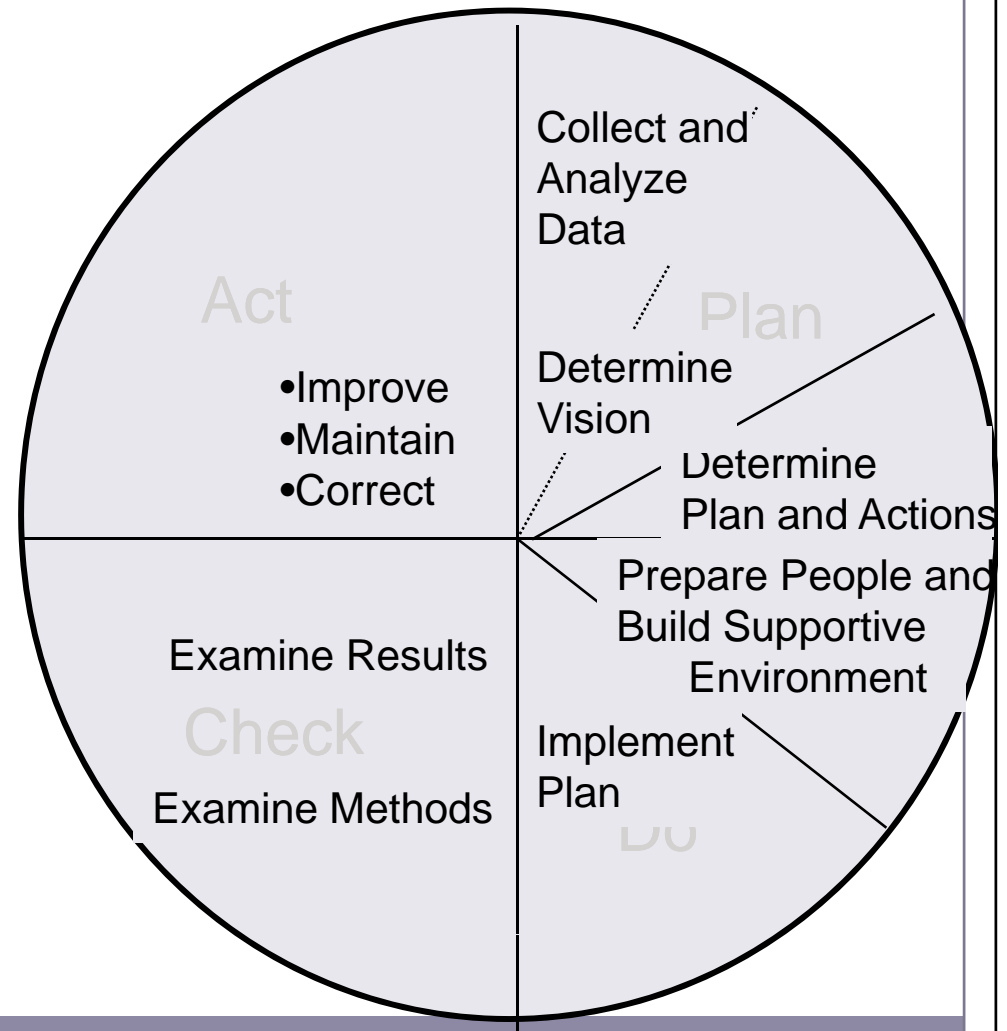 Collect and
Analyze
Data
Plan
Determine
Vision
Determine
Plan and Actions
Prepare People and
Build Supportive
Environment
Implement
Plan
Do
Examine Results
Check
Examine Methods
Act
•Improve
•Maintain
•Correct